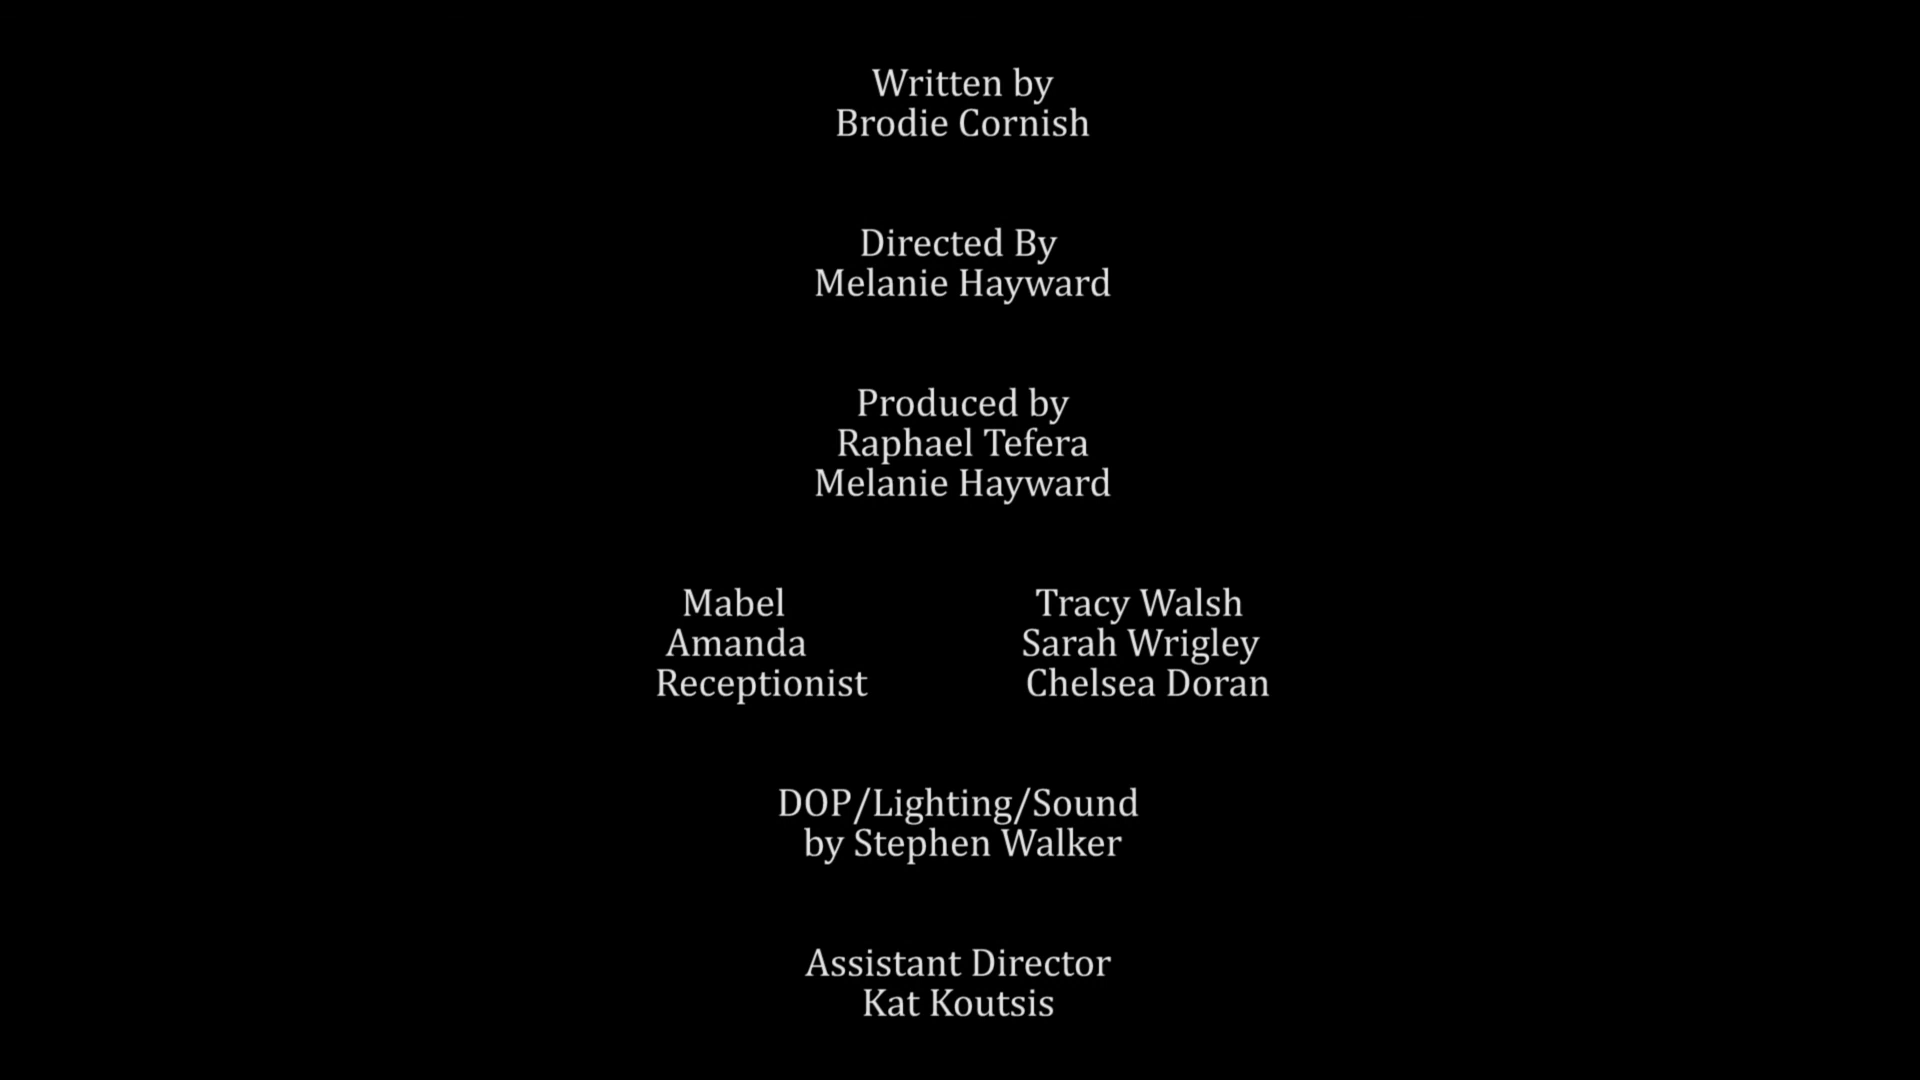 Written by
Brodie Cornish
Directed By
Melanie Hayward
Produced by
Raphael Tefera
Melanie Hayward
Mabel Tracy Walsh
Amanda Sarah Wrigley
Receptionist Chelsea Doran
DOP/Lighting/Sound
by Stephen Walker
Assistant Director
Kat Koutsis